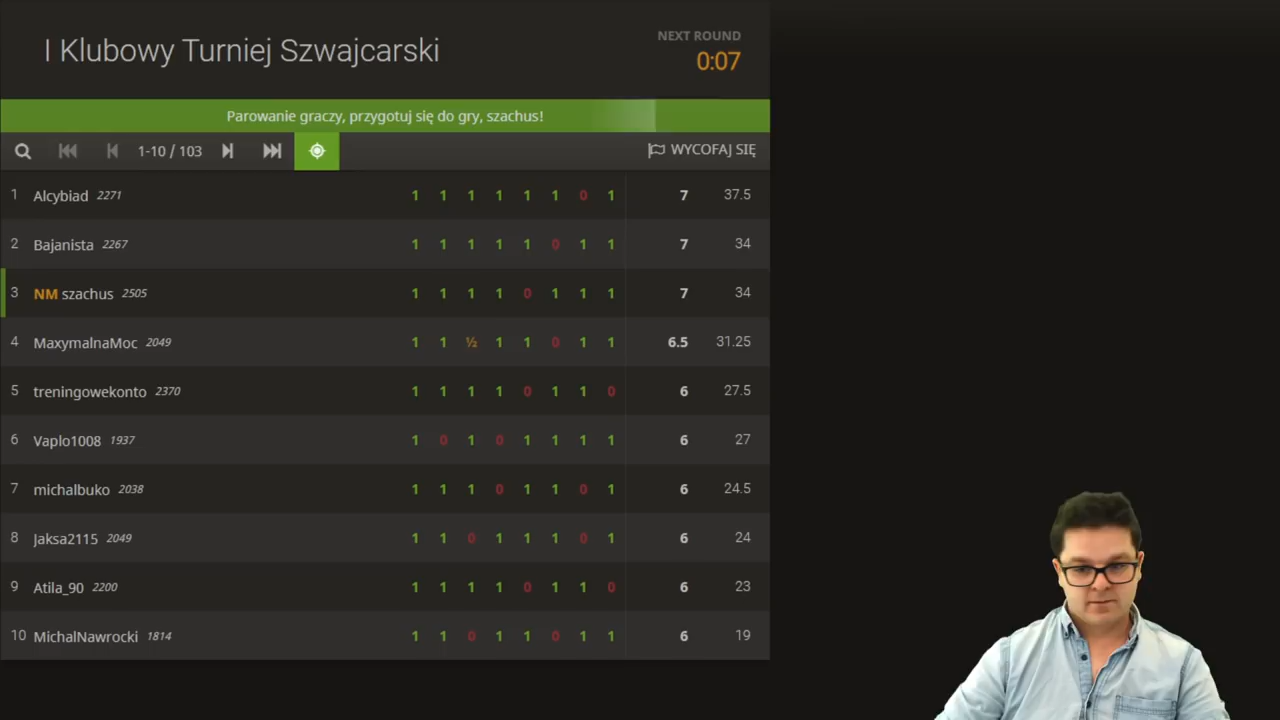 I Klubowy Turniej Szwajcarski
NEXT ROUND
0:07
Parowanie graczy, przygotuj się do gry, szachus!
1-10 / 103
WYCOFAJ SIĘ
1 Alcybiad 2271 1 1 1 1 1 1 0 1 7 37.5
2 Bajanista 2267 1 1 1 1 1 0 1 1 7 34
3 NM szachus 2505 1 1 1 1 0 1 1 1 7 34
4 MaxymalnaMoc 2049 1 1 ½ 1 1 0 1 1 6.5 31.25
5 treningowekonto 2370 1 1 1 1 0 1 1 0 6 27.5
6 Vaplo1008 1937 1 0 1 0 1 1 1 1 6 27
7 michalbuko 2038 1 1 1 0 1 1 0 1 6 24.5
8 Jaksa2115 2049 1 1 0 1 1 1 0 1 6 24
9 Atila_90 2200 1 1 1 1 0 1 1 0 6 23
10 MichalNawrocki 1814 1 1 0 1 1 0 1 1 6 19